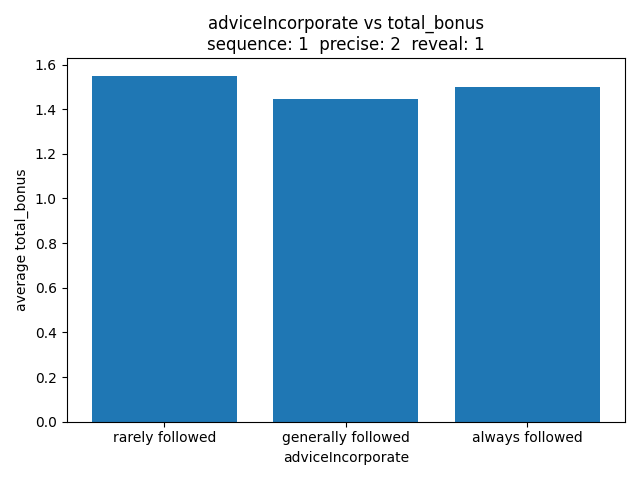 adviceIncorporate vs total_bonus
sequence: 1  precise: 2  reveal: 1
average total_bonus
1.6
1.4
1.2
1.0
0.8
0.6
0.4
0.2
0.0
rarely followed
generally followed
always followed
adviceIncorporate